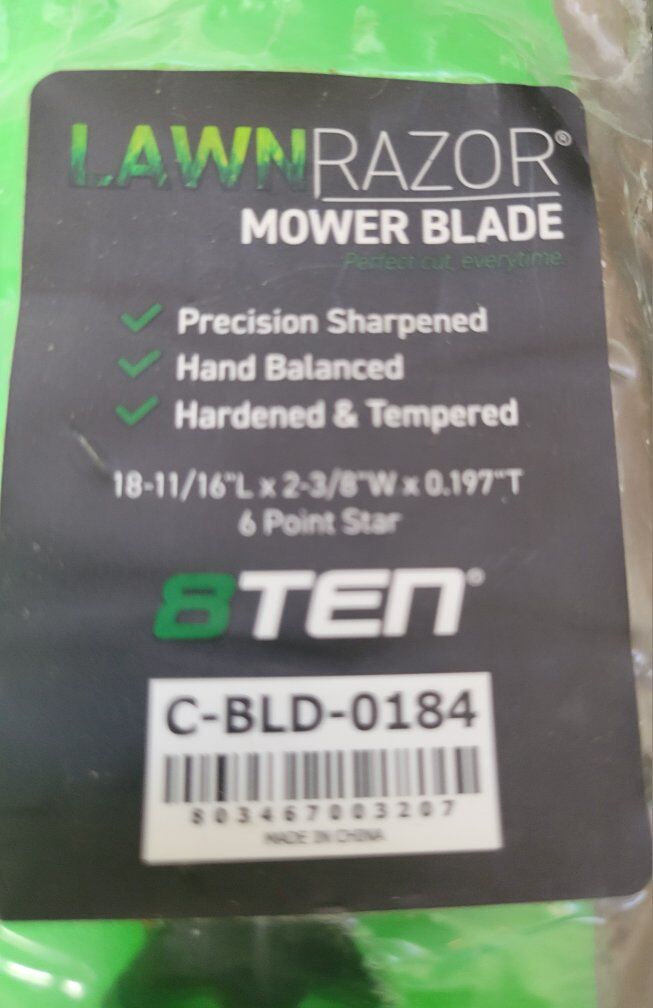 LAWNRAZOR®
MOWER BLADE
Perfect cut, everytime.
Precision Sharpened
Hand Balanced
Hardened & Tempered
18-11/16"L x 2-3/8"W x 0.197"T
6 Point Star
8TEN®
C-BLD-0184
803467003207
MADE IN CHINA